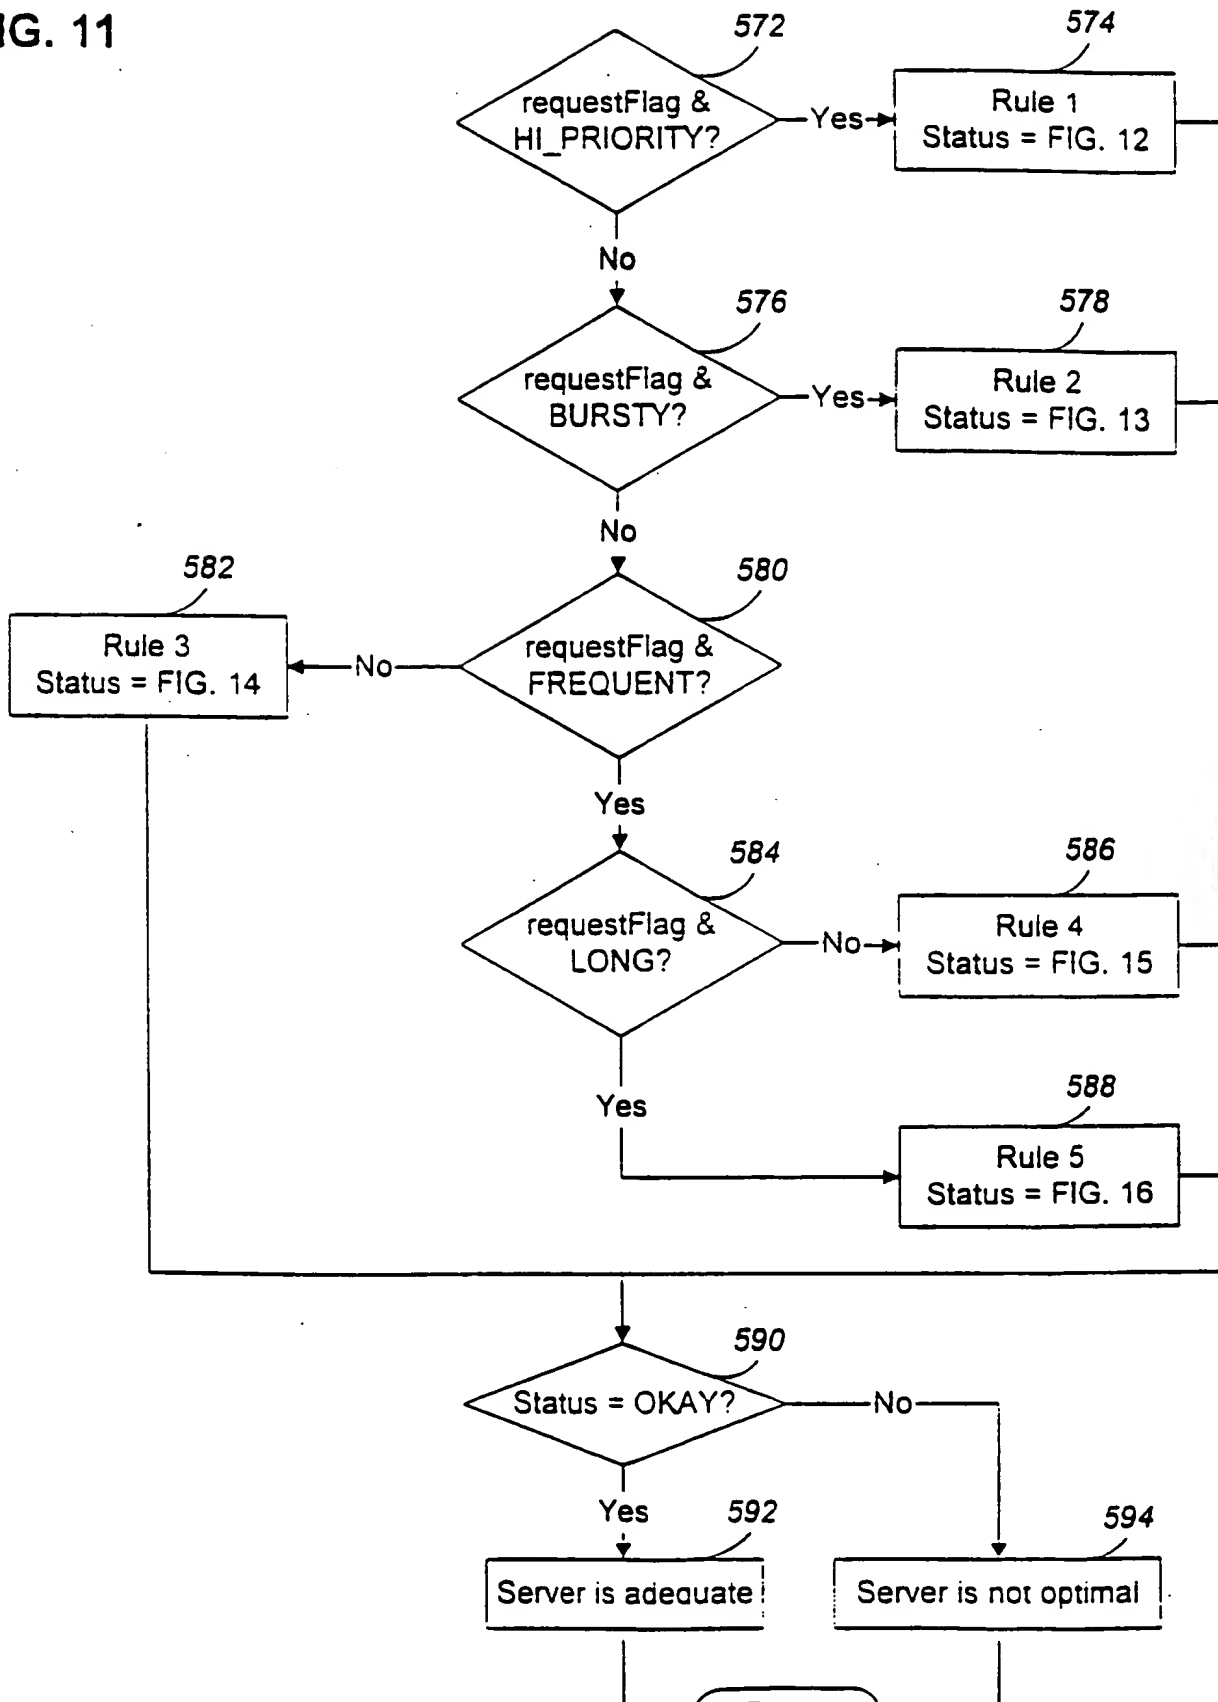 IG. 11
572
574
requestFlag &
HI_PRIORITY?
Yes
Rule 1
Status = FIG. 12
No
576
578
requestFlag &
BURSTY?
Yes
Rule 2
Status = FIG. 13
No
582
580
Rule 3
Status = FIG. 14
No
requestFlag &
FREQUENT?
Yes
584
586
requestFlag &
LONG?
No
Rule 4
Status = FIG. 15
Yes
588
Rule 5
Status = FIG. 16
590
Status = OKAY?
No
Yes
592
594
Server is adequate
Server is not optimal